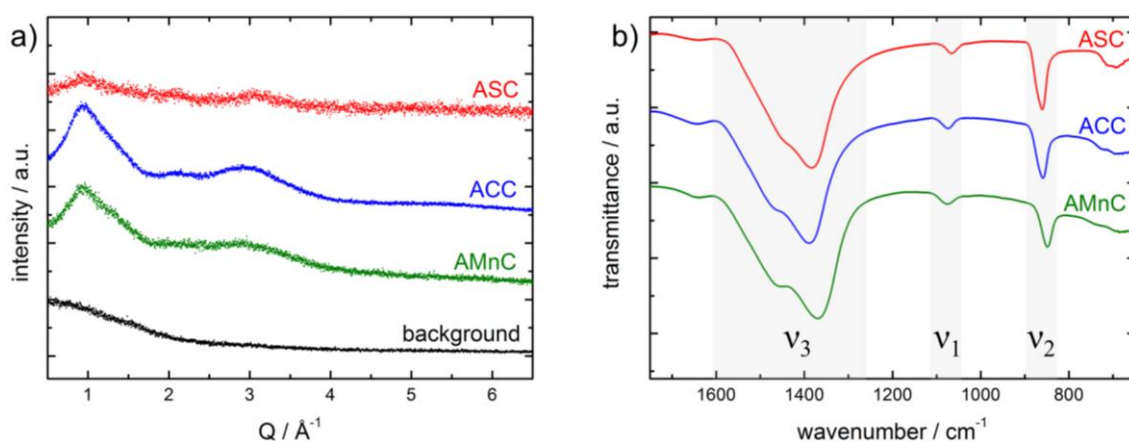 a)
ASC
ACC
AMnC
background
intensity / a.u.
1 2 3 4 5 6
Q / Å-1
b)
ASC
ACC
AMnC
ν3 ν1 ν2
transmittance / a.u.
1600 1400 1200 1000 800
wavenumber / cm-1